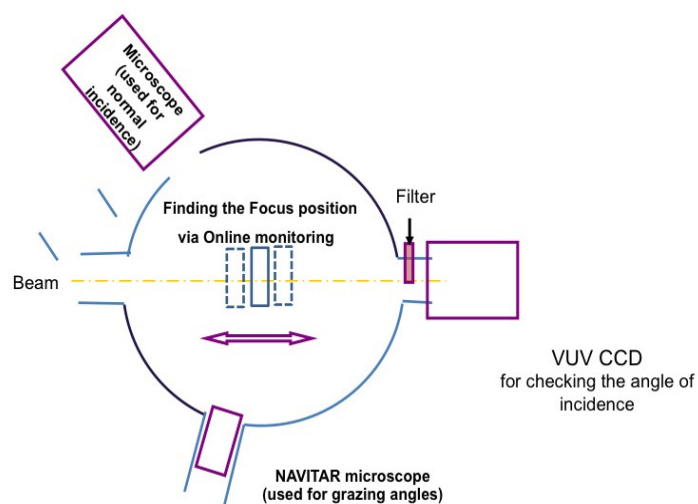 Microscope
(used for
normal
incidence)
Finding the Focus position
via Online monitoring
Filter
Beam
VUV CCD
for checking the angle of
incidence
NAVITAR microscope
(used for grazing angles)